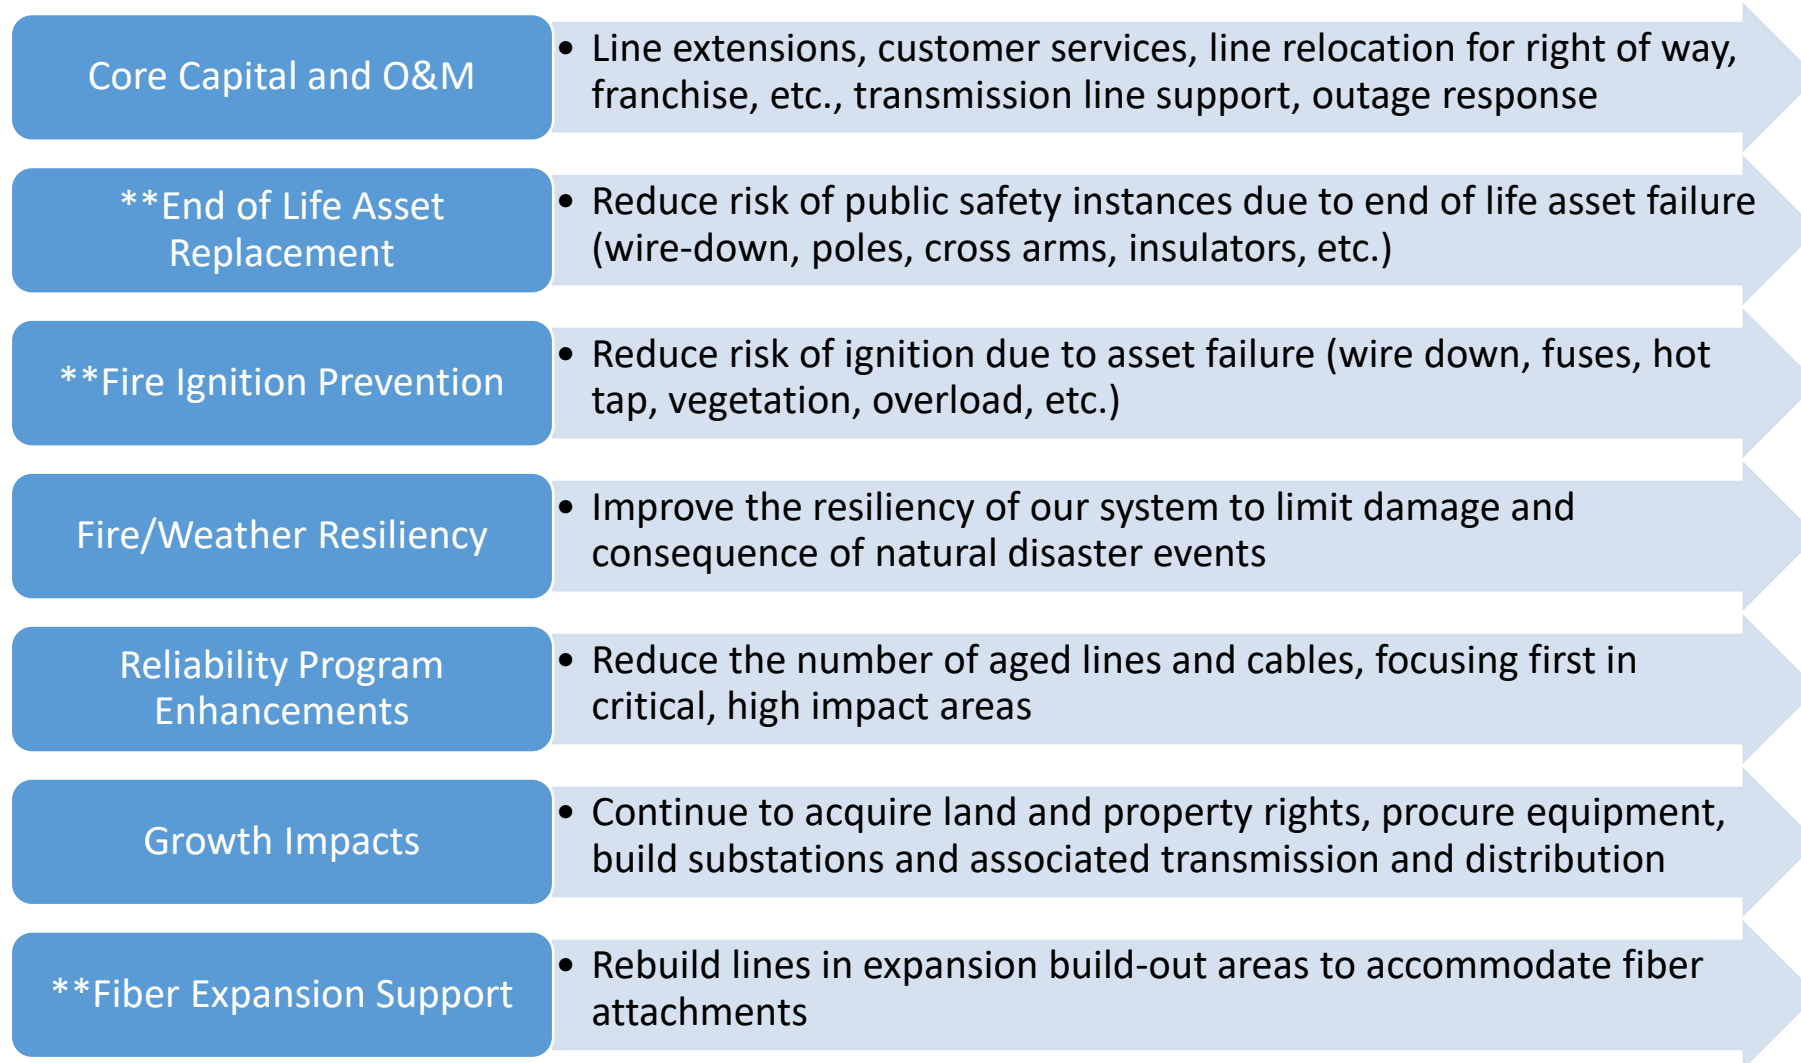 Core Capital and O&M
• Line extensions, customer services, line relocation for right of way,
franchise, etc., transmission line support, outage response
**End of Life Asset
Replacement
• Reduce risk of public safety instances due to end of life asset failure
(wire-down, poles, cross arms, insulators, etc.)
**Fire Ignition Prevention
• Reduce risk of ignition due to asset failure (wire down, fuses, hot
tap, vegetation, overload, etc.)
Fire/Weather Resiliency
• Improve the resiliency of our system to limit damage and
consequence of natural disaster events
Reliability Program
Enhancements
• Reduce the number of aged lines and cables, focusing first in
critical, high impact areas
Growth Impacts
• Continue to acquire land and property rights, procure equipment,
build substations and associated transmission and distribution
**Fiber Expansion Support
• Rebuild lines in expansion build-out areas to accommodate fiber
attachments